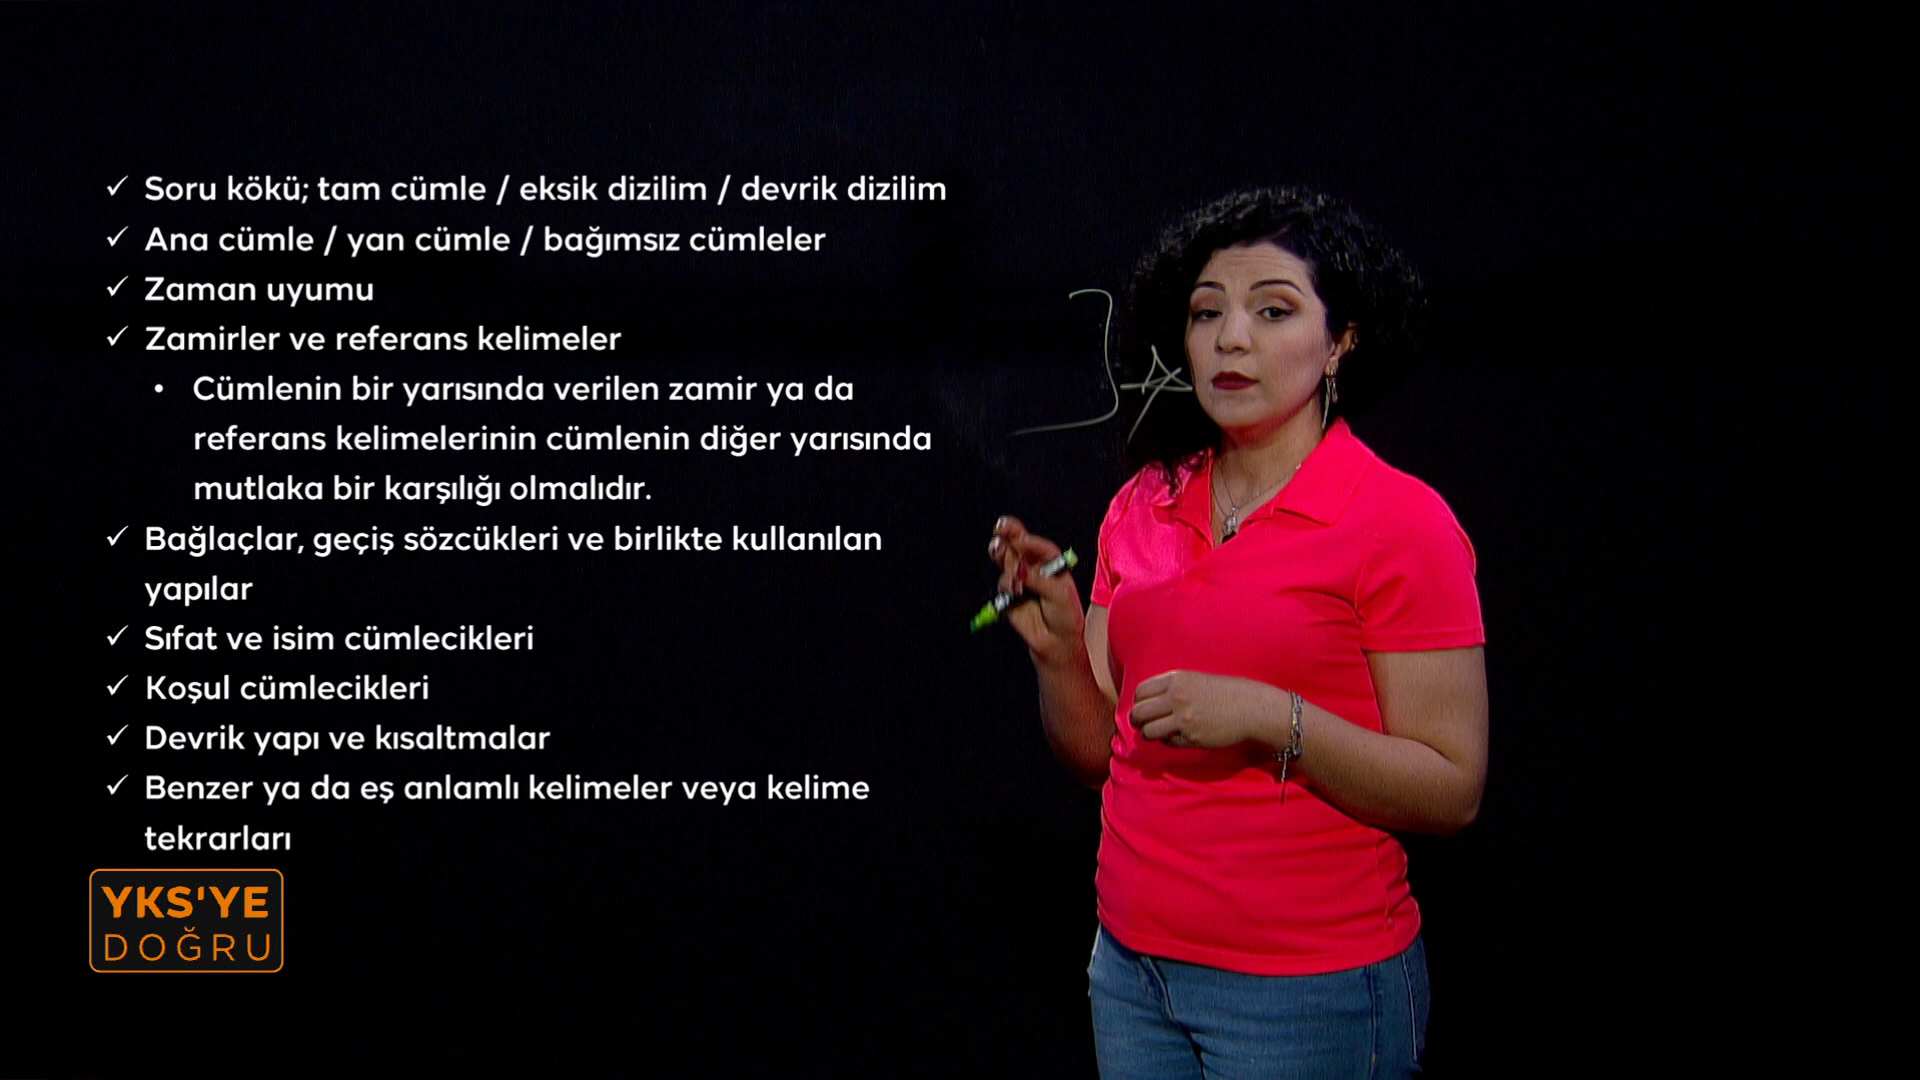 ✓ Soru kökü; tam cümle / eksik dizilim / devrik dizilim
✓ Ana cümle / yan cümle / bağımsız cümleler
✓ Zaman uyumu
✓ Zamirler ve referans kelimeler
• Cümlenin bir yarısında verilen zamir ya da
referans kelimelerinin cümlenin diğer yarısında
mutlaka bir karşılığı olmalıdır.
✓ Bağlaçlar, geçiş sözcükleri ve birlikte kullanılan
yapılar
✓ Sıfat ve isim cümlecikleri
✓ Koşul cümlecikleri
✓ Devrik yapı ve kısaltmalar
✓ Benzer ya da eş anlamlı kelimeler veya kelime
tekrarları
YKS'YE
DOĞRU